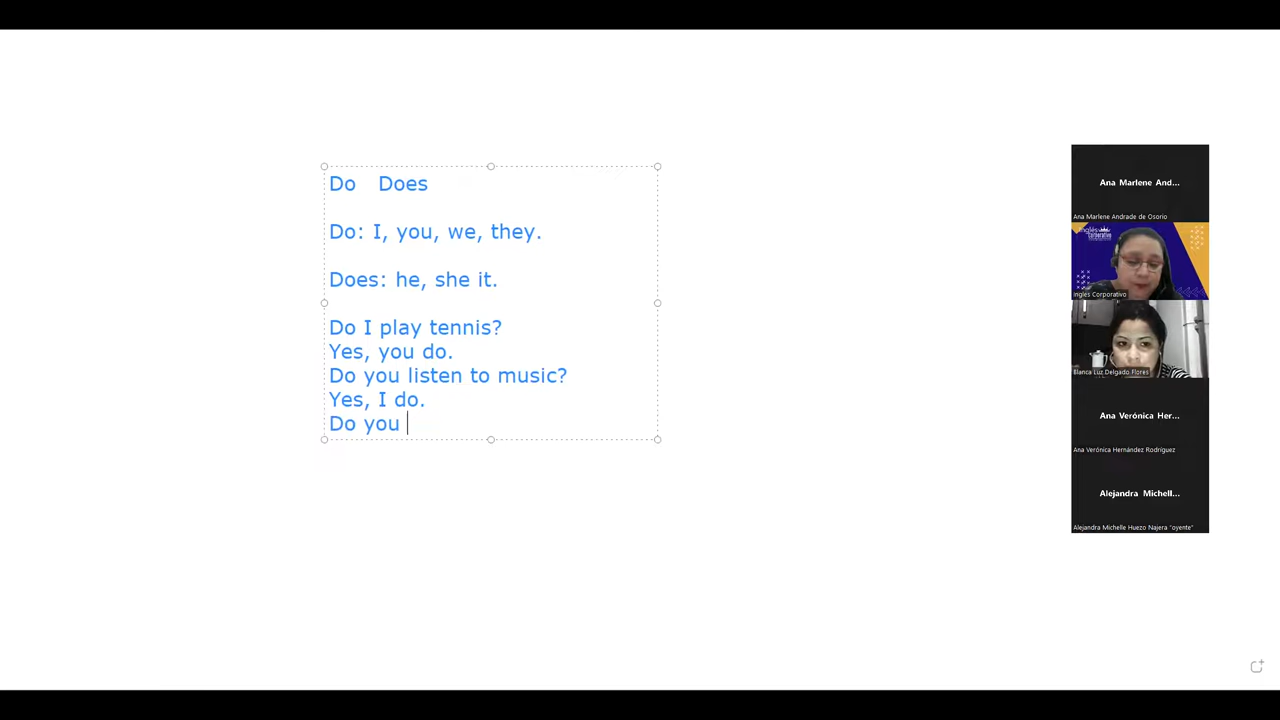 Do Does
Do: I, you, we, they.
Does: he, she it.
Do I play tennis?
Yes, you do.
Do you listen to music?
Yes, I do.
Do you
Ana Marlene And...
Ana Marlene Andrade de Osorio
Inglés
Corporativo
Inglés Corporativo
Blanca Luz Delgado Flores
Ana Verónica Her...
Ana Verónica Hernández Rodríguez
Alejandra Michell...
Alejandra Michelle Huezo Najera "oyente"